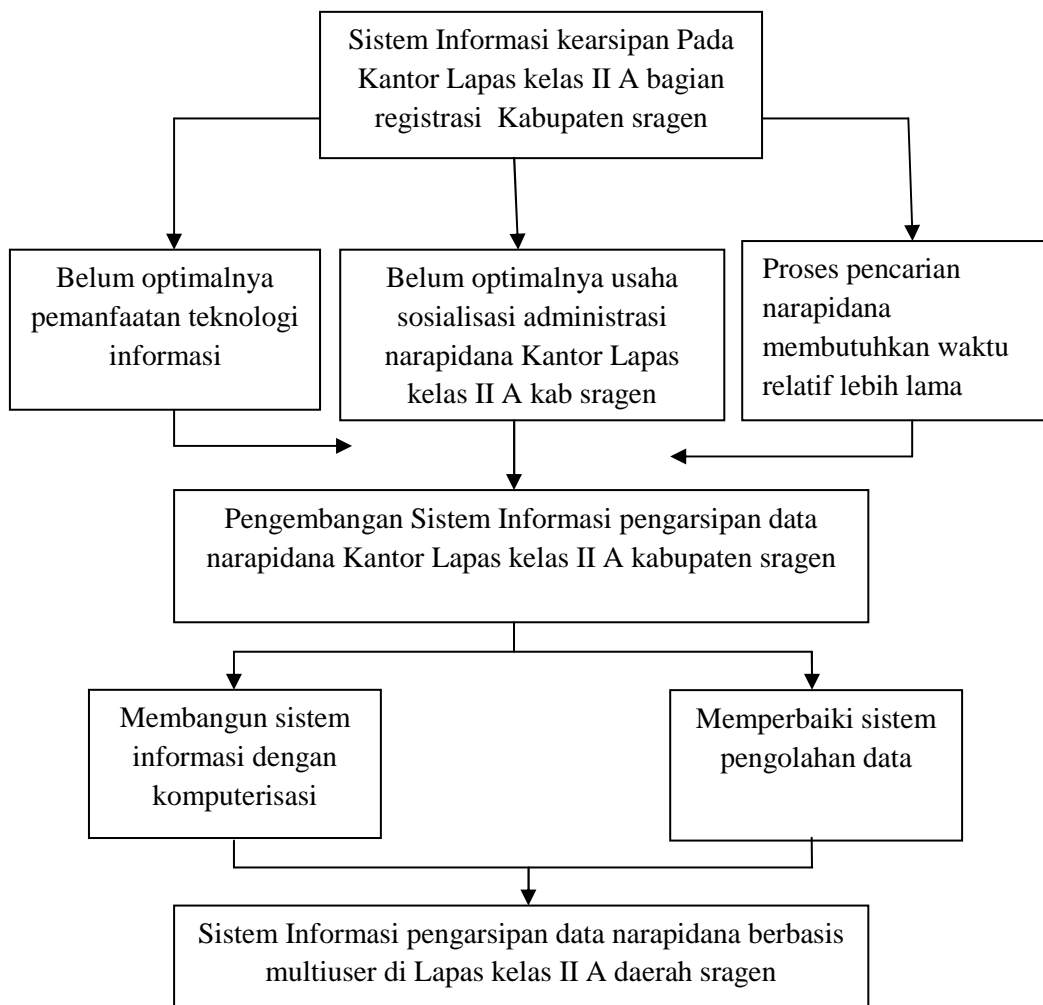 Sistem Informasi kearsipan Pada
Kantor Lapas kelas II A bagian
registrasi Kabupaten sragen
Belum optimalnya
pemanfaatan teknologi
informasi
Belum optimalnya usaha
sosialisasi administrasi
narapidana Kantor Lapas
kelas II A kab sragen
Proses pencarian
narapidana
membutuhkan waktu
relatif lebih lama
Pengembangan Sistem Informasi pengarsipan data
narapidana Kantor Lapas kelas II A kabupaten sragen
Membangun sistem
informasi dengan
komputerisasi
Memperbaiki sistem
pengolahan data
Sistem Informasi pengarsipan data narapidana berbasis
multiuser di Lapas kelas II A daerah sragen